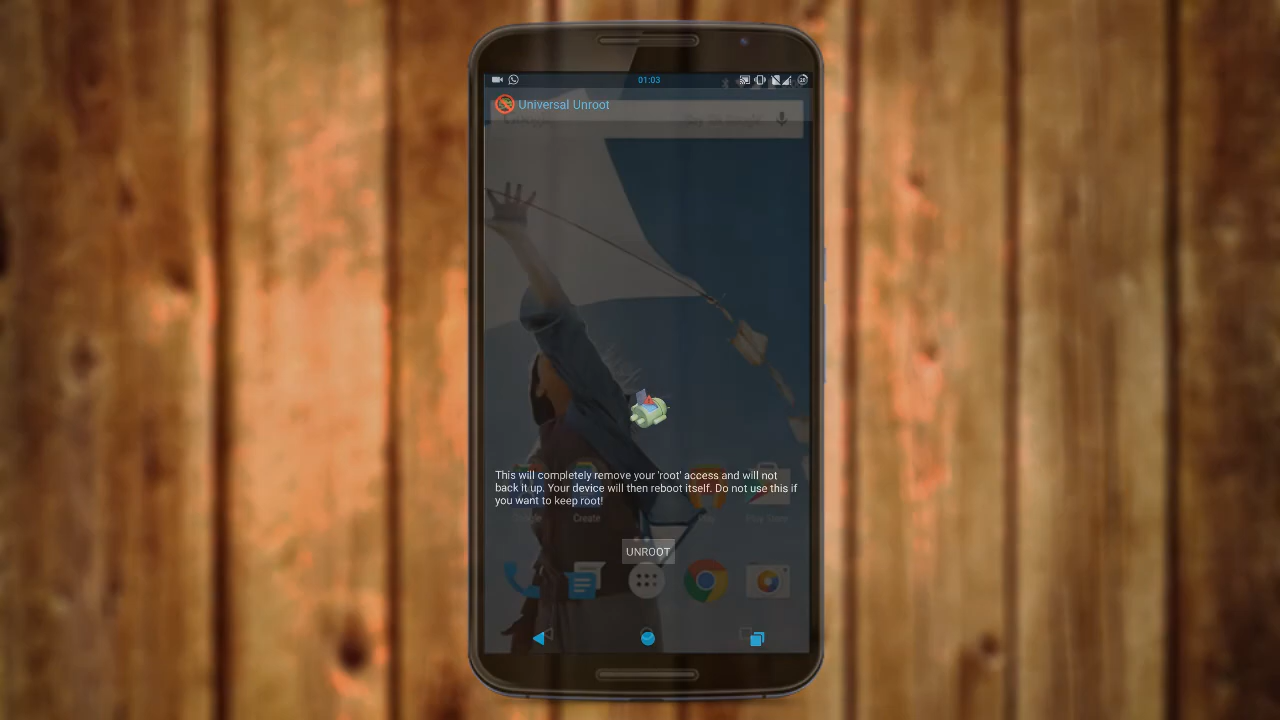 01:03
Universal Unroot
This will completely remove your 'root' access and will not
back it up. Your device will then reboot itself. Do not use this if
you want to keep root!
Create
UNROOT